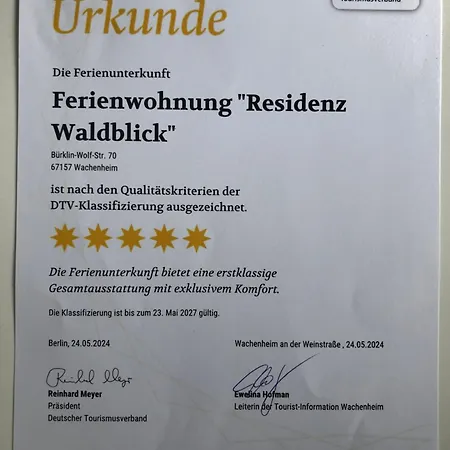 Tourismusverband
Urkunde
Die Ferienunterkunft
Ferienwohnung "Residenz
Waldblick"
Bürklin-Wolf-Str. 70
67157 Wachenheim
ist nach den Qualitätskriterien der
DTV-Klassifizierung ausgezeichnet.
Die Ferienunterkunft bietet eine erstklassige
Gesamtausstattung mit exklusivem Komfort.
Die Klassifizierung ist bis zum 23. Mai 2027 gültig.
Berlin, 24.05.2024
Wachenheim an der Weinstraße , 24.05.2024
Reinhard Meyer
Reinhard Meyer
Präsident
Deutscher Tourismusverband
Ewelina Hofman
Leiterin der Tourist-Information Wachenheim